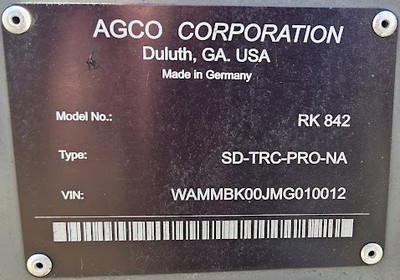 AGCO CORPORATION
Duluth, GA. USA
Made in Germany
Model No.: RK 842
Type: SD-TRC-PRO-NA
VIN: WAMMBK00JMG010012